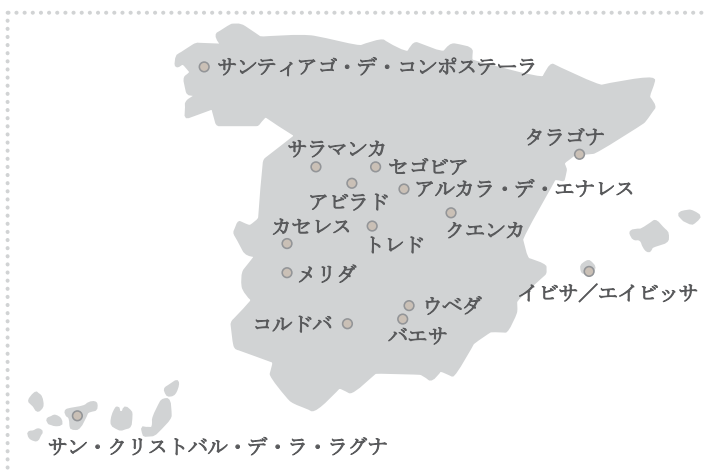 サンティアゴ・デ・コンポステーラ
タラゴナ
サラマンカ
セゴビア
アルカラ・デ・エナレス
アビラド
カセレス
クエンカ
トレド
メリダ
イビサ／エイビッサ
ウベダ
コルドバ
バエサ
サン・クリストバル・デ・ラ・ラグナ